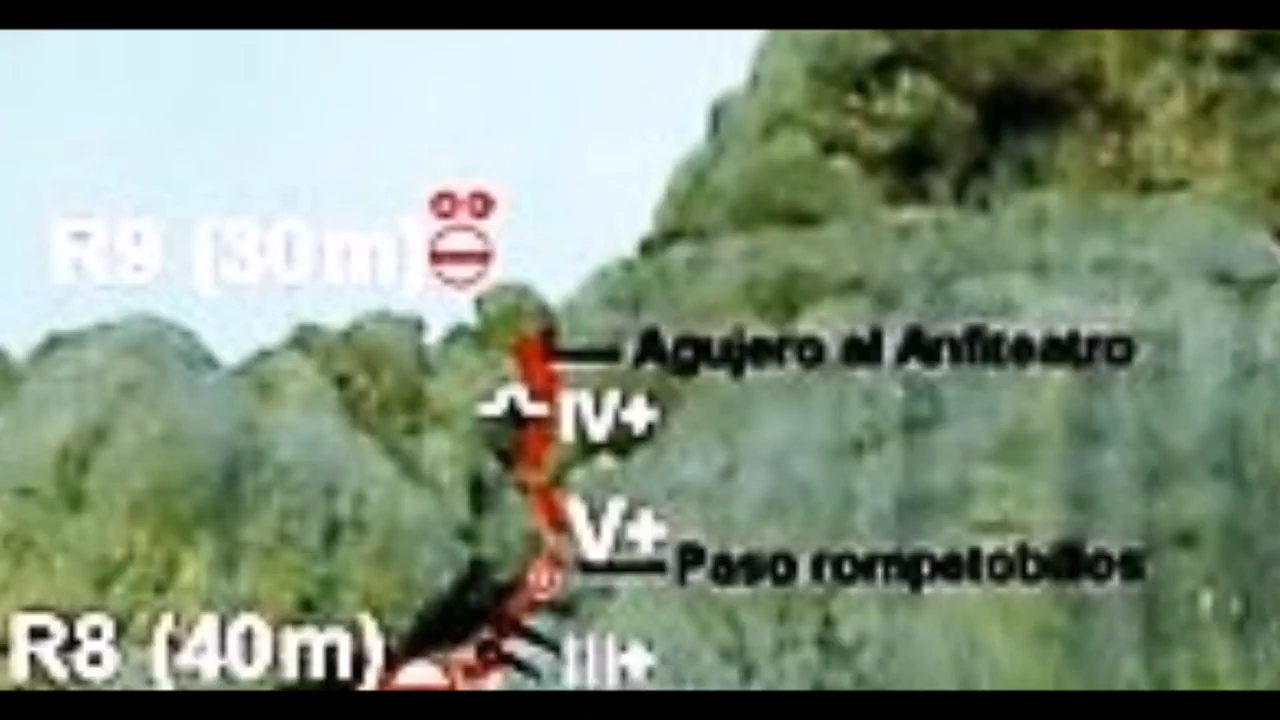 R9 (30m)
Agujero al Anfiteatro
IV+
V+
Paso rompetobillos
R8 (40m)
III+